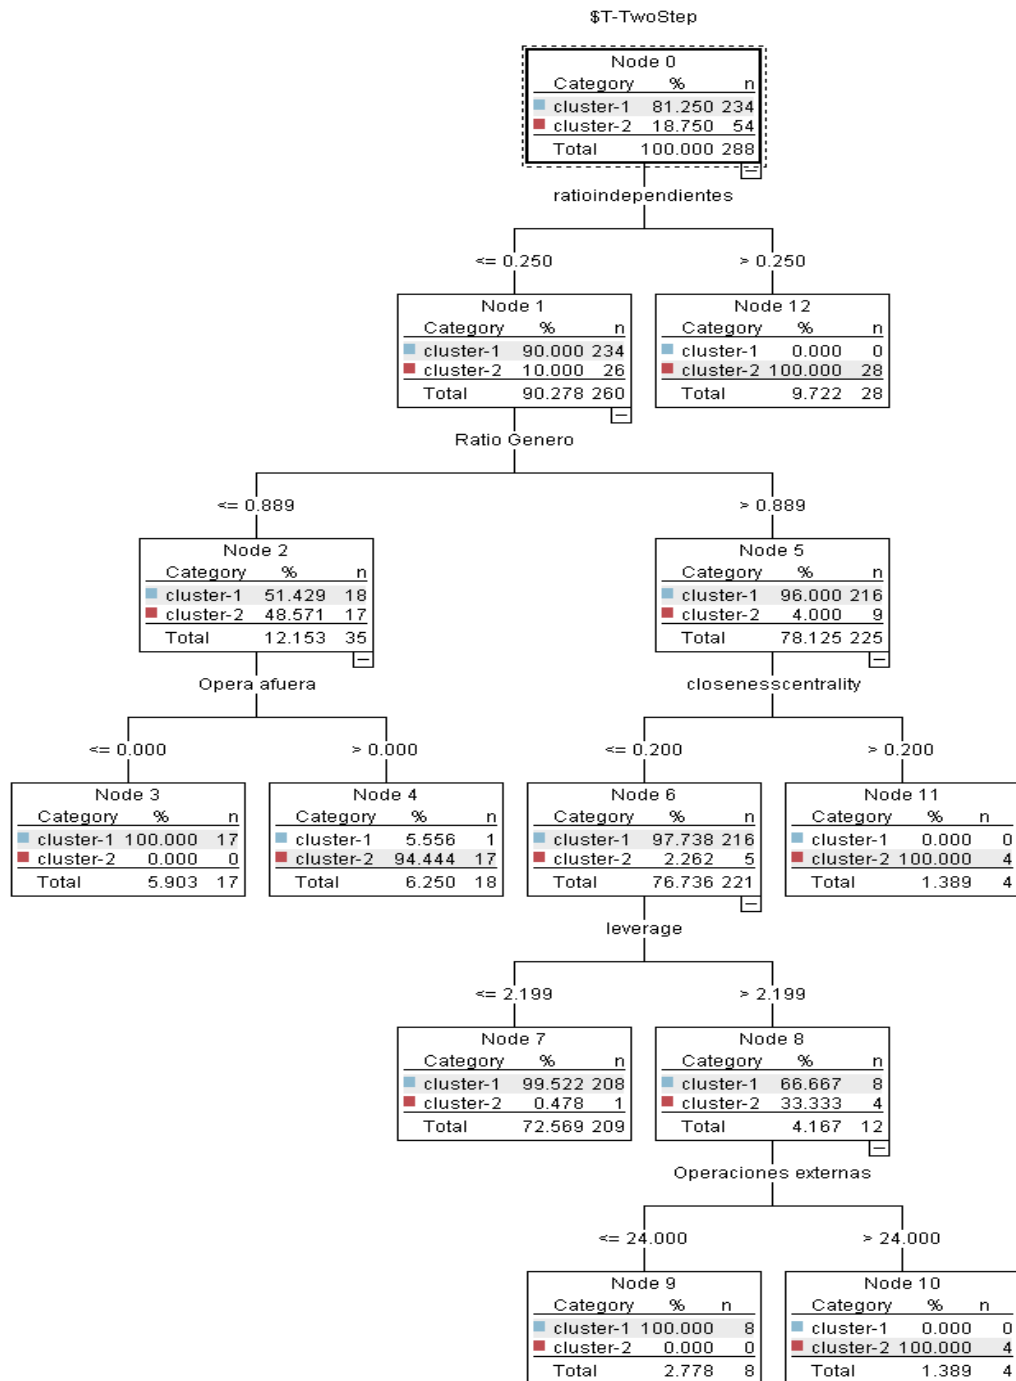 $T-TwoStep
Node 0
Category % n
cluster-1 81.250 234
cluster-2 18.750 54
Total 100.000 288
ratioindependientes
<= 0.250
> 0.250
Node 1
Category % n
cluster-1 90.000 234
cluster-2 10.000 26
Total 90.278 260
Node 12
Category % n
cluster-1 0.000 0
cluster-2 100.000 28
Total 9.722 28
Ratio Genero
<= 0.889
> 0.889
Node 2
Category % n
cluster-1 51.429 18
cluster-2 48.571 17
Total 12.153 35
Node 5
Category % n
cluster-1 96.000 216
cluster-2 4.000 9
Total 78.125 225
Opera afuera
closenesscentrality
<= 0.000
> 0.000
<= 0.200
> 0.200
Node 3
Category % n
cluster-1 100.000 17
cluster-2 0.000 0
Total 5.903 17
Node 4
Category % n
cluster-1 5.556 1
cluster-2 94.444 17
Total 6.250 18
Node 6
Category % n
cluster-1 97.738 216
cluster-2 2.262 5
Total 76.736 221
Node 11
Category % n
cluster-1 0.000 0
cluster-2 100.000 4
Total 1.389 4
leverage
<= 2.199
> 2.199
Node 7
Category % n
cluster-1 99.522 208
cluster-2 0.478 1
Total 72.569 209
Node 8
Category % n
cluster-1 66.667 8
cluster-2 33.333 4
Total 4.167 12
Operaciones externas
<= 24.000
> 24.000
Node 9
Category % n
cluster-1 100.000 8
cluster-2 0.000 0
Total 2.778 8
Node 10
Category % n
cluster-1 0.000 0
cluster-2 100.000 4
Total 1.389 4